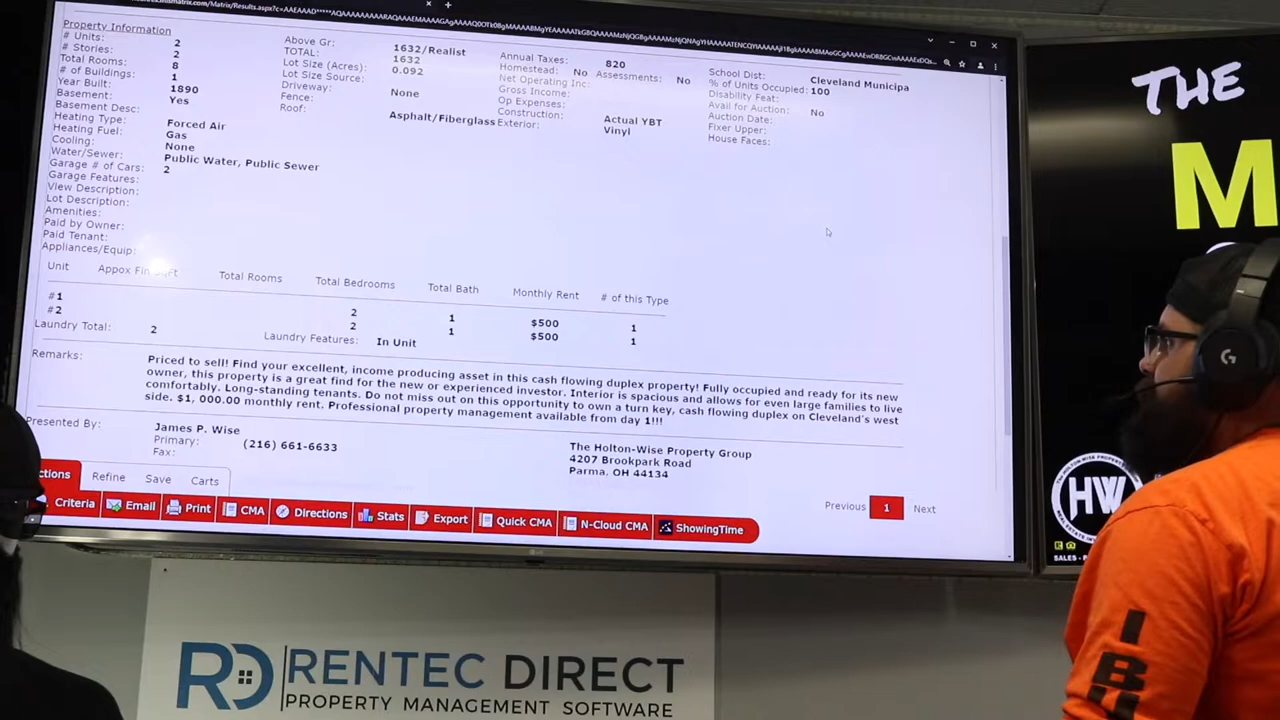 Property Information
# Units: 2
# Stories: 2
Total Rooms: 8
# of Buildings: 1
Year Built: 1890
Basement: Yes
Basement Desc:
Heating Type: Forced Air
Heating Fuel: Gas
Cooling: None
Water/Sewer: Public Water, Public Sewer
Garage # of Cars: 2
Garage Features:
View Description:
Lot Description:
Amenities:
Paid by Owner:
Paid Tenant:
Appliances/Equip:
Above Gr: 1632/Realist
TOTAL: 1632
Lot Size (Acres): 0.092
Lot Size Source:
Driveway: None
Fence:
Roof: Asphalt/Fiberglass
Annual Taxes: 820
Homestead: No Assessments: No
Net Operating Inc:
Gross Income:
Op Expenses:
Construction: Actual YBT
Exterior: Vinyl
School Dist: Cleveland Municipa
% of Units Occupied: 100
Disability Feat:
Avail for Auction: No
Auction Date:
Fixer Upper:
House Faces:
Unit Appox Fin SqFt Total Rooms Total Bedrooms Total Bath Monthly Rent # of this Type
#1 2 1 $500 1
#2 2 1 $500 1
Laundry Total: 2 Laundry Features: In Unit
Remarks: Priced to sell! Find your excellent, income producing asset in this cash flowing duplex property! Fully occupied and ready for its new
owner, this property is a great find for the new or experienced investor. Interior is spacious and allows for even large families to live
comfortably. Long-standing tenants. Do not miss out on this opportunity to own a turn key, cash flowing duplex on Cleveland's west
side. $1, 000.00 monthly rent. Professional property management available from day 1!!!
Presented By: James P. Wise
Primary: (216) 661-6633
Fax:
The Holton-Wise Property Group
4207 Brookpark Road
Parma, OH 44134
Refine Save Carts
Criteria Email Print CMA Directions Stats Export Quick CMA N-Cloud CMA ShowingTime
Previous 1 Next
THE
M
HW
RD RENTEC DIRECT
PROPERTY MANAGEMENT SOFTWARE
I
B